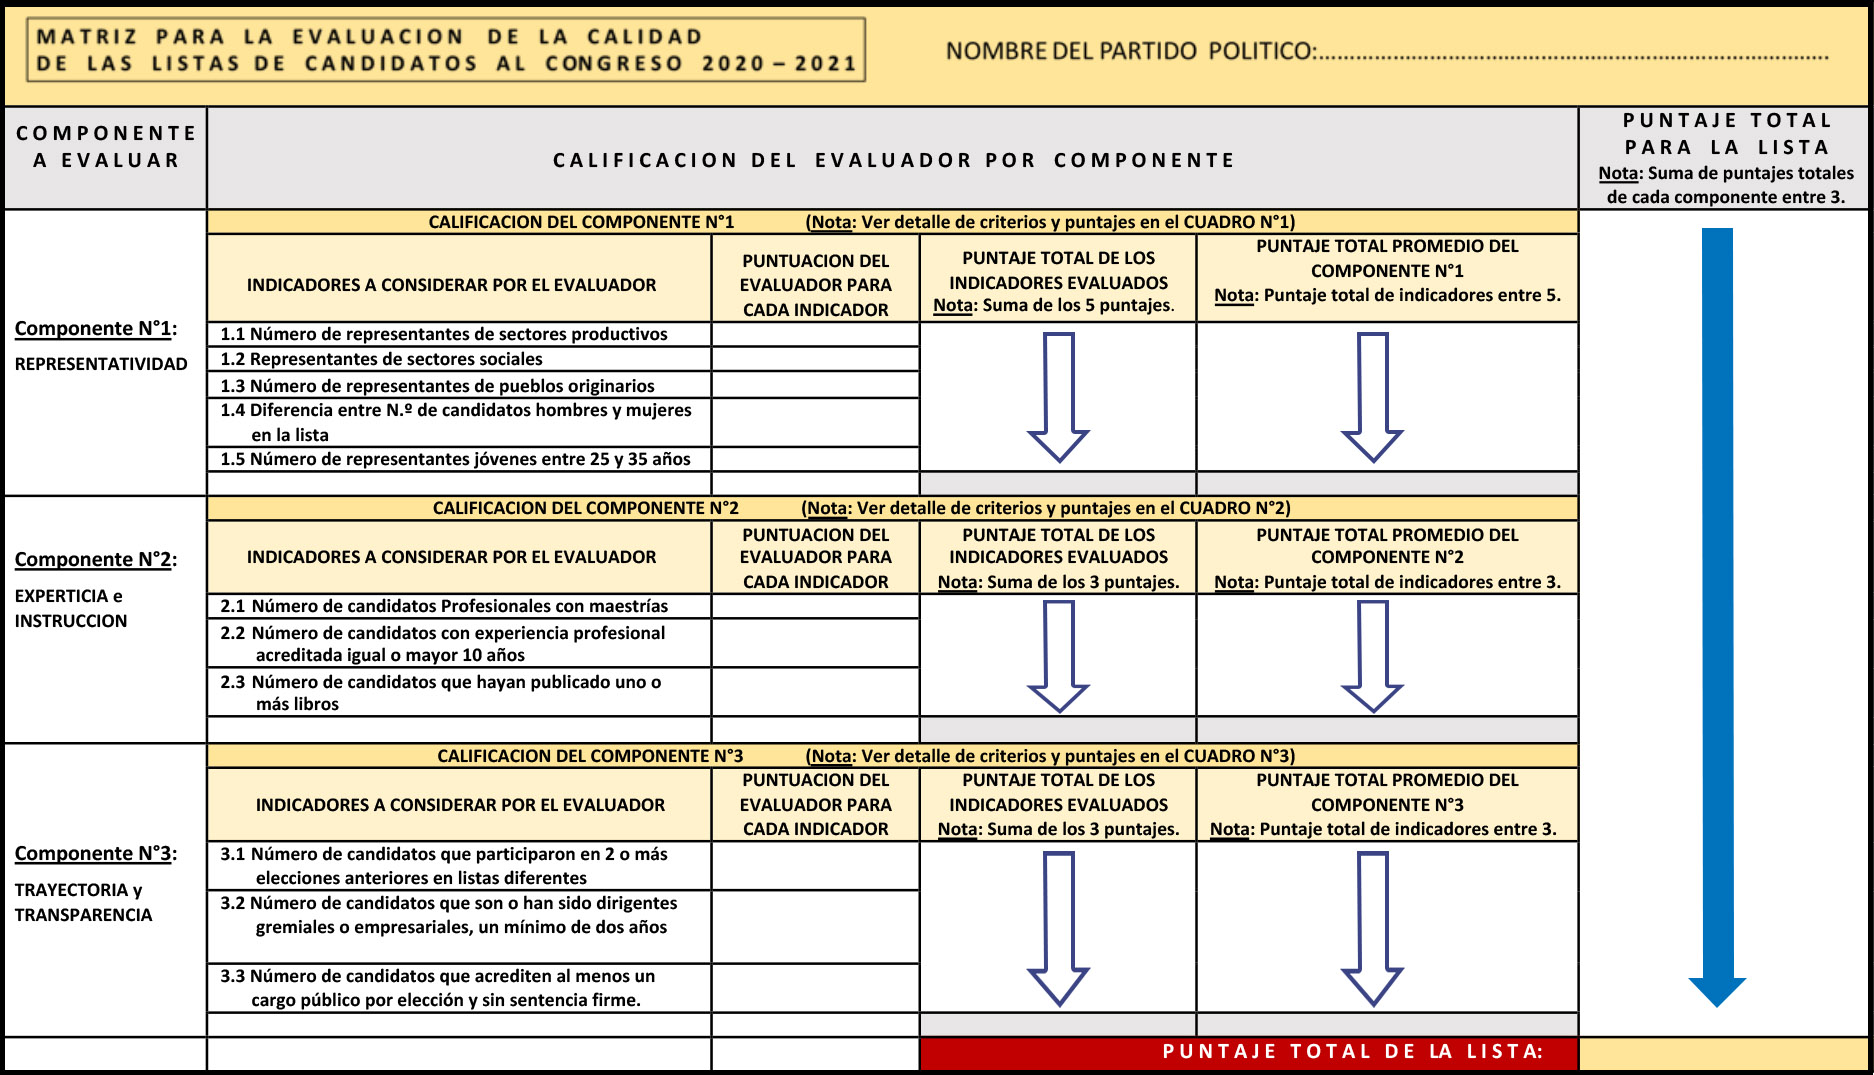 MATRIZ PARA LA EVALUACION DE LA CALIDAD
DE LAS LISTAS DE CANDIDATOS AL CONGRESO 2020 – 2021
NOMBRE DEL PARTIDO POLITICO:....................................................................................
COMPONENTE
A EVALUAR
CALIFICACION DEL EVALUADOR POR COMPONENTE
PUNTAJE TOTAL
PARA LA LISTA
Nota: Suma de puntajes totales
de cada componente entre 3.
Componente N°1:
REPRESENTATIVIDAD
CALIFICACION DEL COMPONENTE N°1 (Nota: Ver detalle de criterios y puntajes en el CUADRO N°1)
INDICADORES A CONSIDERAR POR EL EVALUADOR
PUNTUACION DEL
EVALUADOR PARA
CADA INDICADOR
PUNTAJE TOTAL DE LOS
INDICADORES EVALUADOS
Nota: Suma de los 5 puntajes.
PUNTAJE TOTAL PROMEDIO DEL
COMPONENTE N°1
Nota: Puntaje total de indicadores entre 5.
1.1 Número de representantes de sectores productivos
1.2 Representantes de sectores sociales
1.3 Número de representantes de pueblos originarios
1.4 Diferencia entre N.º de candidatos hombres y mujeres
en la lista
1.5 Número de representantes jóvenes entre 25 y 35 años
Componente N°2:
EXPERTICIA e
INSTRUCCION
CALIFICACION DEL COMPONENTE N°2 (Nota: Ver detalle de criterios y puntajes en el CUADRO N°2)
INDICADORES A CONSIDERAR POR EL EVALUADOR
PUNTUACION DEL
EVALUADOR PARA
CADA INDICADOR
PUNTAJE TOTAL DE LOS
INDICADORES EVALUADOS
Nota: Suma de los 3 puntajes.
PUNTAJE TOTAL PROMEDIO DEL
COMPONENTE N°2
Nota: Puntaje total de indicadores entre 3.
2.1 Número de candidatos Profesionales con maestrías
2.2 Número de candidatos con experiencia profesional
acreditada igual o mayor 10 años
2.3 Número de candidatos que hayan publicado uno o
más libros
Componente N°3:
TRAYECTORIA y
TRANSPARENCIA
CALIFICACION DEL COMPONENTE N°3 (Nota: Ver detalle de criterios y puntajes en el CUADRO N°3)
INDICADORES A CONSIDERAR POR EL EVALUADOR
PUNTUACION DEL
EVALUADOR PARA
CADA INDICADOR
PUNTAJE TOTAL DE LOS
INDICADORES EVALUADOS
Nota: Suma de los 3 puntajes.
PUNTAJE TOTAL PROMEDIO DEL
COMPONENTE N°3
Nota: Puntaje total de indicadores entre 3.
3.1 Número de candidatos que participaron en 2 o más
elecciones anteriores en listas diferentes
3.2 Número de candidatos que son o han sido dirigentes
gremiales o empresariales, un mínimo de dos años
3.3 Número de candidatos que acrediten al menos un
cargo público por elección y sin sentencia firme.
PUNTAJE TOTAL DE LA LISTA: